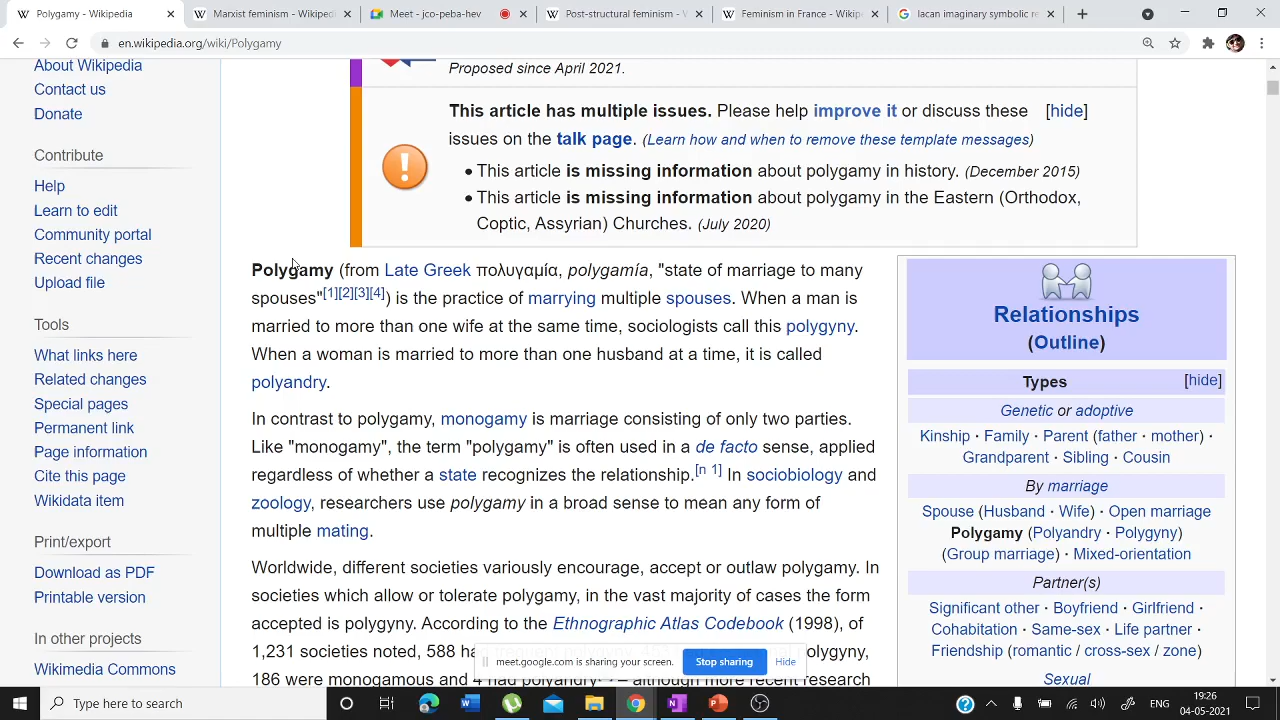 Polygamy - Wikipedia
Marxist feminism - Wikiped
Meet - jco-peba-hev
Post-structural feminism - W
Feminism in France - Wikipe
lacan imaginary symbolic re
en.wikipedia.org/wiki/Polygamy
About Wikipedia
Contact us
Donate
Contribute
Help
Learn to edit
Community portal
Recent changes
Upload file
Tools
What links here
Related changes
Special pages
Permanent link
Page information
Cite this page
Wikidata item
Print/export
Download as PDF
Printable version
In other projects
Wikimedia Commons
Proposed since April 2021.
This article has multiple issues. Please help improve it or discuss these [hide]
issues on the talk page. (Learn how and when to remove these template messages)
• This article is missing information about polygamy in history. (December 2015)
• This article is missing information about polygamy in the Eastern (Orthodox,
Coptic, Assyrian) Churches. (July 2020)
Polygamy (from Late Greek πολυγαμία, polygamía, "state of marriage to many
spouses"[1][2][3][4]) is the practice of marrying multiple spouses. When a man is
married to more than one wife at the same time, sociologists call this polygyny.
When a woman is married to more than one husband at a time, it is called
polyandry.
In contrast to polygamy, monogamy is marriage consisting of only two parties.
Like "monogamy", the term "polygamy" is often used in a de facto sense, applied
regardless of whether a state recognizes the relationship.[n 1] In sociobiology and
zoology, researchers use polygamy in a broad sense to mean any form of
multiple mating.
Worldwide, different societies variously encourage, accept or outlaw polygamy. In
societies which allow or tolerate polygamy, in the vast majority of cases the form
accepted is polygyny. According to the Ethnographic Atlas Codebook (1998), of
1,231 societies noted, 588 had polygyny,
186 were monogamous and 4 had polyandry although more recent research
Relationships
(Outline)
Types [hide]
Genetic or adoptive
Kinship · Family · Parent (father · mother) ·
Grandparent · Sibling · Cousin
By marriage
Spouse (Husband · Wife) · Open marriage
Polygamy (Polyandry · Polygyny)
(Group marriage) · Mixed-orientation
Partner(s)
Significant other · Boyfriend · Girlfriend ·
Cohabitation · Same-sex · Life partner ·
Friendship (romantic / cross-sex / zone)
Sexual
meet.google.com is sharing your screen. Stop sharing Hide
Type here to search
ENG
19:26
04-05-2021